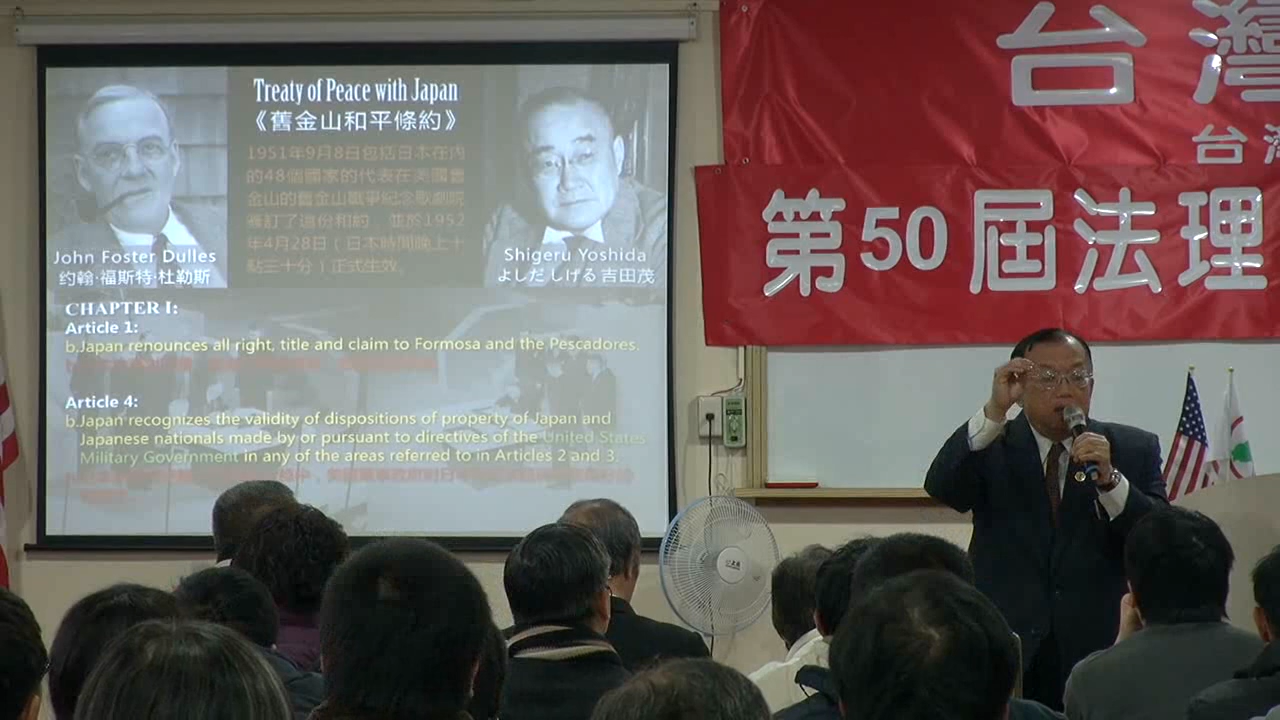 Treaty of Peace with Japan
《舊金山和平條約》
1951年9月8日包括日本在內
的48個國家的代表在美國舊
金山的舊金山戰爭紀念歌劇院
簽訂了這份和約
並於1952
年4月28日(日本時間晚上十
點三十分)正式生效。
John Foster Dulles
约翰·福斯特·杜勒斯
Shigeru Yoshida
よしだ しげる 吉田茂
CHAPTER I:
Article 1:
b.Japan renounces all right, title and claim to Formosa and the Pescadores.
Article 4:
b.Japan recognizes the validity of dispositions of property of Japan and
Japanese nationals made by or pursuant to directives of the United States
Military Government in any of the areas referred to in Articles 2 and 3.
台灣
台灣
第50屆法理